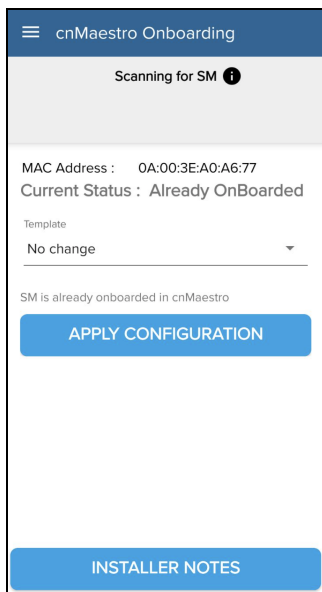 cnMaestro Onboarding
Scanning for SM
MAC Address : 0A:00:3E:A0:A6:77
Current Status : Already OnBoarded
Template
No change
SM is already onboarded in cnMaestro
APPLY CONFIGURATION
INSTALLER NOTES